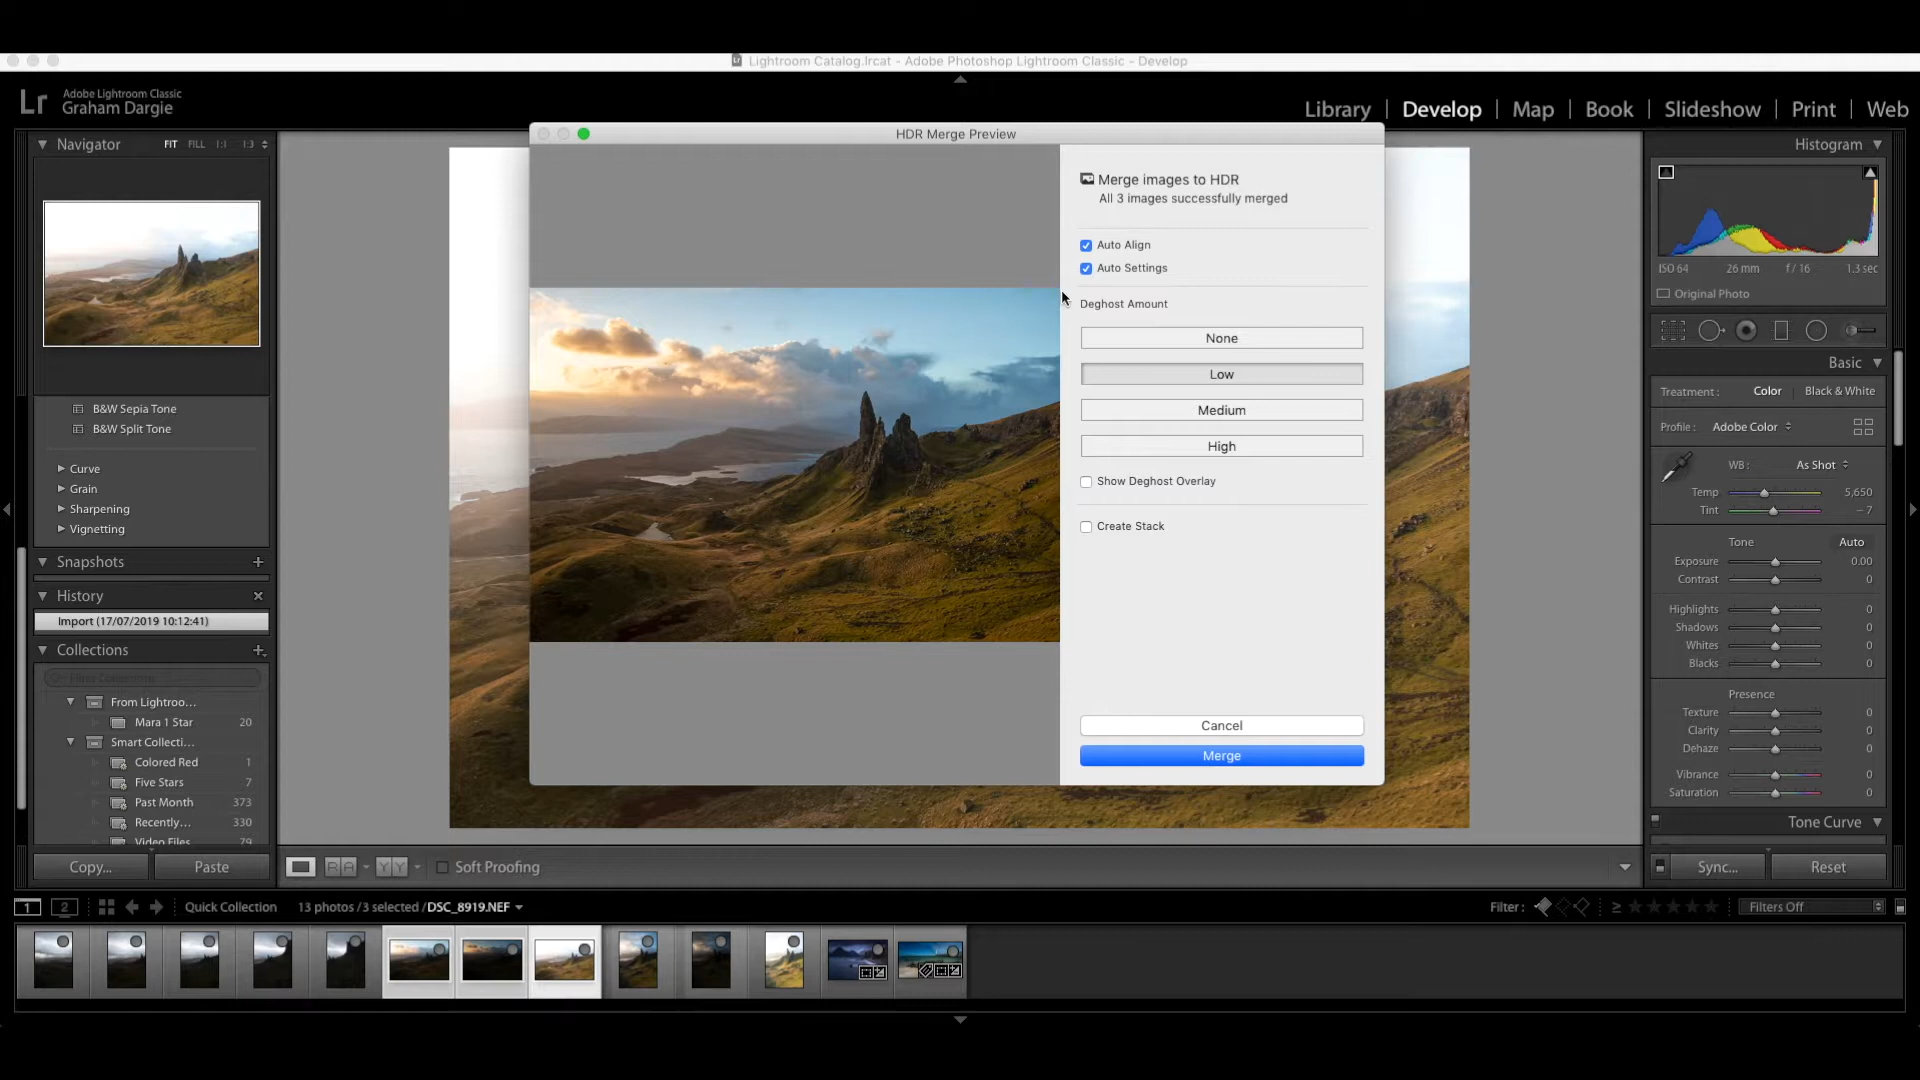 Lightroom Catalog.lrcat - Adobe Photoshop Lightroom Classic - Develop
Lr
Adobe Lightroom Classic
Graham Dargie
Library | Develop | Map | Book | Slideshow | Print | Web
Navigator FIT FILL 1:1 1:3
B&W Sepia Tone
B&W Split Tone
Curve
Grain
Sharpening
Vignetting
Snapshots
History
Import (17/07/2019 10:12:41)
Collections
From Lightroo...
Mara 1 Star 20
Smart Collecti...
Colored Red 1
Five Stars 7
Past Month 373
Recently... 330
Video Files 79
Copy... Paste
HDR Merge Preview
Merge images to HDR
All 3 images successfully merged
Auto Align
Auto Settings
Deghost Amount
None
Low
Medium
High
Show Deghost Overlay
Create Stack
Cancel
Merge
Histogram
ISO 64 26 mm f / 16 1.3 sec
Original Photo
Basic
Treatment : Color | Black & White
Profile : Adobe Color
WB : As Shot
Temp 5,650
Tint – 7
Tone Auto
Exposure 0.00
Contrast 0
Highlights 0
Shadows 0
Whites 0
Blacks 0
Presence
Texture 0
Clarity 0
Dehaze 0
Vibrance 0
Saturation 0
Tone Curve
Sync... Reset
R A Y Y Soft Proofing
1 2 Quick Collection 13 photos / 3 selected / DSC_8919.NEF
Filter : ≥ Filters Off